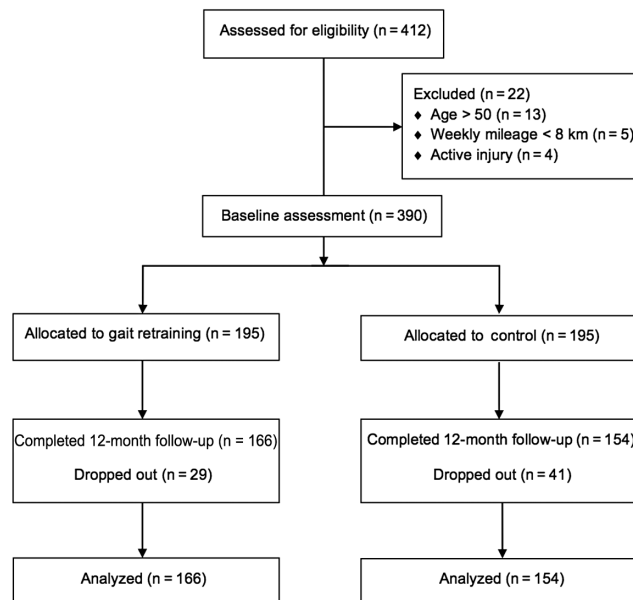 Assessed for eligibility (n = 412)
Excluded (n = 22)
♦ Age > 50 (n = 13)
♦ Weekly mileage < 8 km (n = 5)
♦ Active injury (n = 4)
Baseline assessment (n = 390)
Allocated to gait retraining (n = 195)
Allocated to control (n = 195)
Completed 12-month follow-up (n = 166)
Dropped out (n = 29)
Completed 12-month follow-up (n = 154)
Dropped out (n = 41)
Analyzed (n = 166)
Analyzed (n = 154)